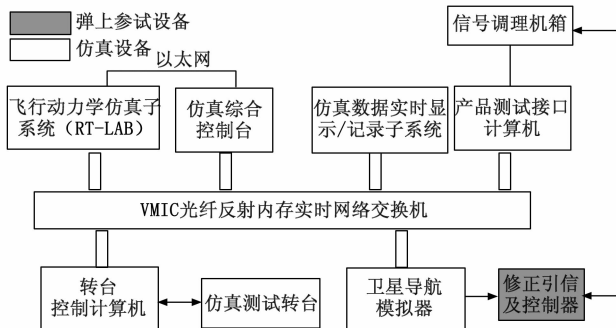 弹上参试设备
仿真设备
信号调理机箱
以太网
飞行动力学仿真子
系统（RT-LAB）
仿真综合
控制台
仿真数据实时显
示/记录子系统
产品测试接口
计算机
VMIC光纤反射内存实时网络交换机
转台
控制计算机
仿真测试转台
卫星导航
模拟器
修正引信
及控制器